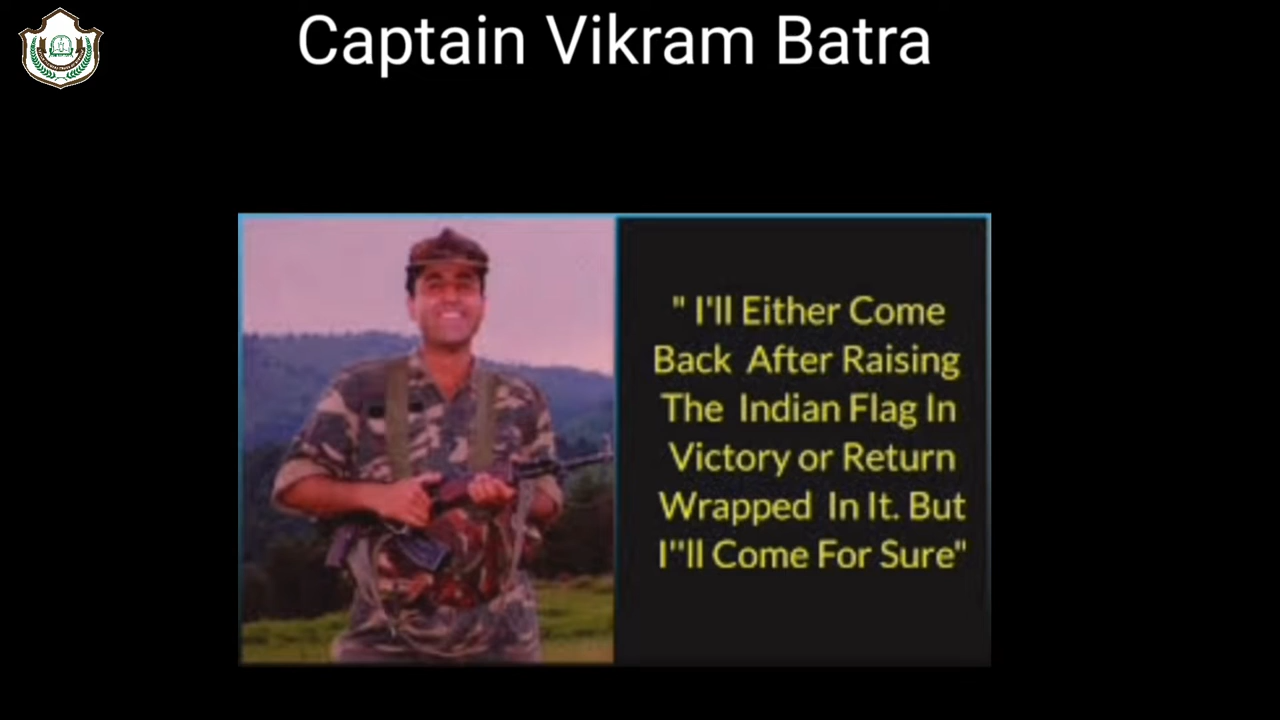 Captain Vikram Batra
" I'll Either Come
Back After Raising
The Indian Flag In
Victory or Return
Wrapped In It. But
I"ll Come For Sure"